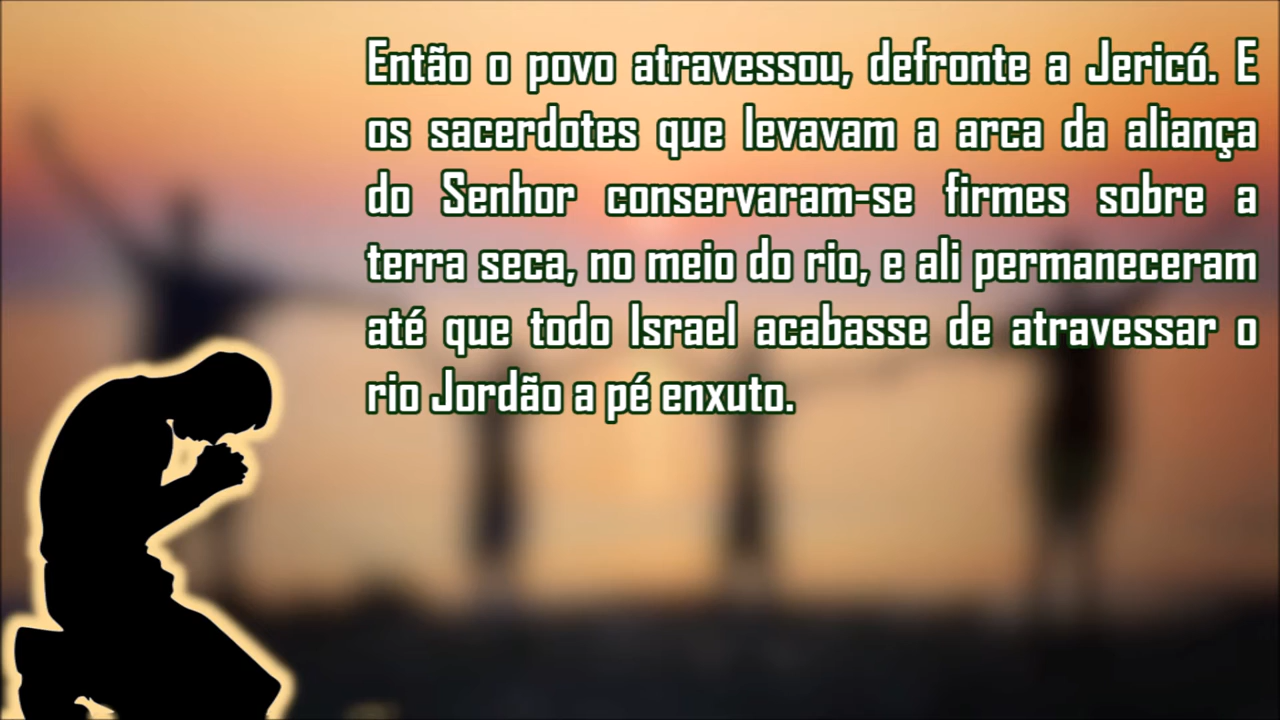 Então o povo atravessou, defronte a Jericó. E
os sacerdotes que levavam a arca da aliança
do Senhor conservaram-se firmes sobre a
terra seca, no meio do rio, e ali permaneceram
até que todo Israel acabasse de atravessar o
rio Jordão a pé enxuto.